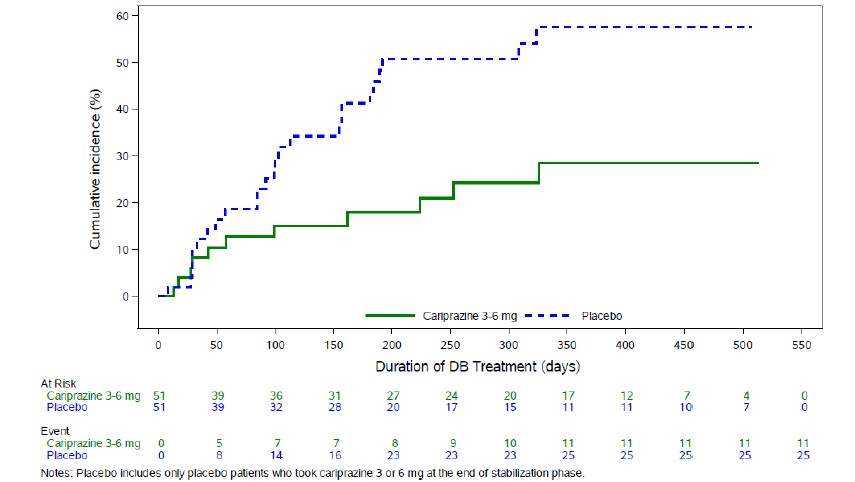 60
50
40
30
20
10
0
Cumulative incidence (%)
Cariprazine 3-6 mg Placebo
0 50 100 150 200 250 300 350 400 450 500 550
Duration of DB Treatment (days)
At Risk
Cariprazine 3-6 mg 51 39 36 31 27 24 20 17 12 7 4 0
Placebo 51 39 32 28 20 17 15 11 11 10 7 0
Event
Cariprazine 3-6 mg 0 5 7 7 8 9 10 11 11 11 11 11
Placebo 0 8 14 16 23 23 23 25 25 25 25 25
Notes: Placebo includes only placebo patients who took cariprazine 3 or 6 mg at the end of stabilization phase.